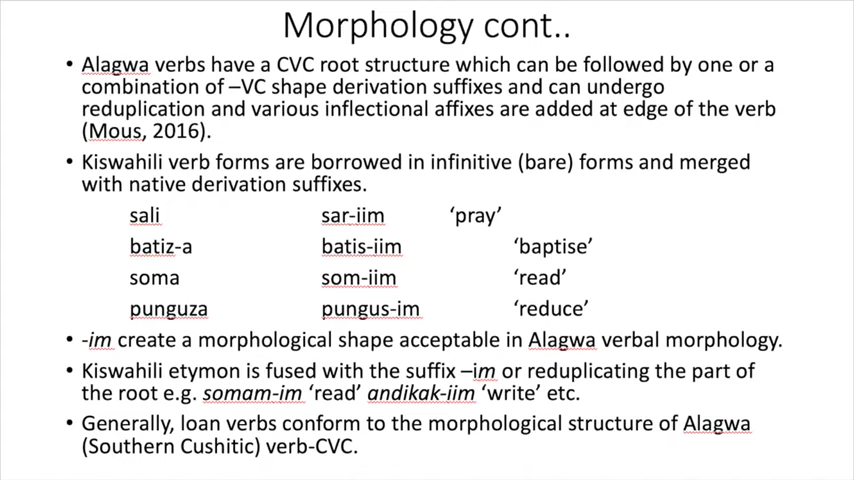 Morphology cont..
• Alagwa verbs have a CVC root structure which can be followed by one or a
combination of –VC shape derivation suffixes and can undergo
reduplication and various inflectional affixes are added at edge of the verb
(Mous, 2016).
• Kiswahili verb forms are borrowed in infinitive (bare) forms and merged
with native derivation suffixes.
sali sar-iim ‘pray’
batiz-a batis-iim ‘baptise’
soma som-iim ‘read’
punguza pungus-im ‘reduce’
• -im create a morphological shape acceptable in Alagwa verbal morphology.
• Kiswahili etymon is fused with the suffix –im or reduplicating the part of
the root e.g. somam-im ‘read’ andikak-iim ‘write’ etc.
• Generally, loan verbs conform to the morphological structure of Alagwa
(Southern Cushitic) verb-CVC.